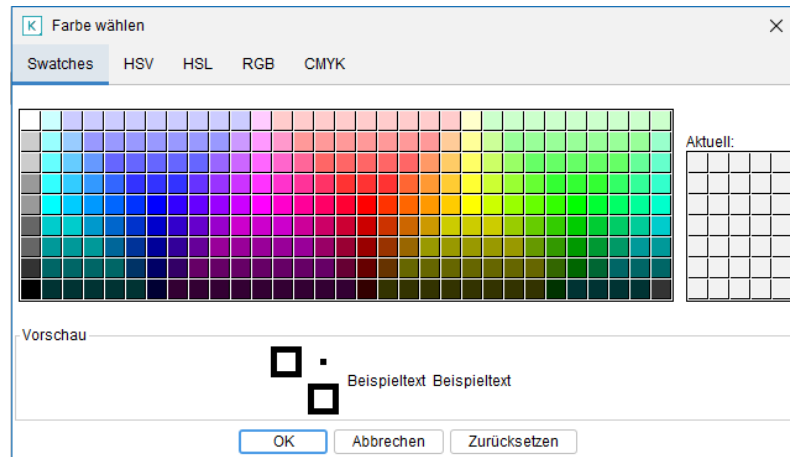 K Farbe wählen
Swatches HSV HSL RGB CMYK
Aktuell:
Vorschau
Beispieltext Beispieltext
OK Abbrechen Zurücksetzen